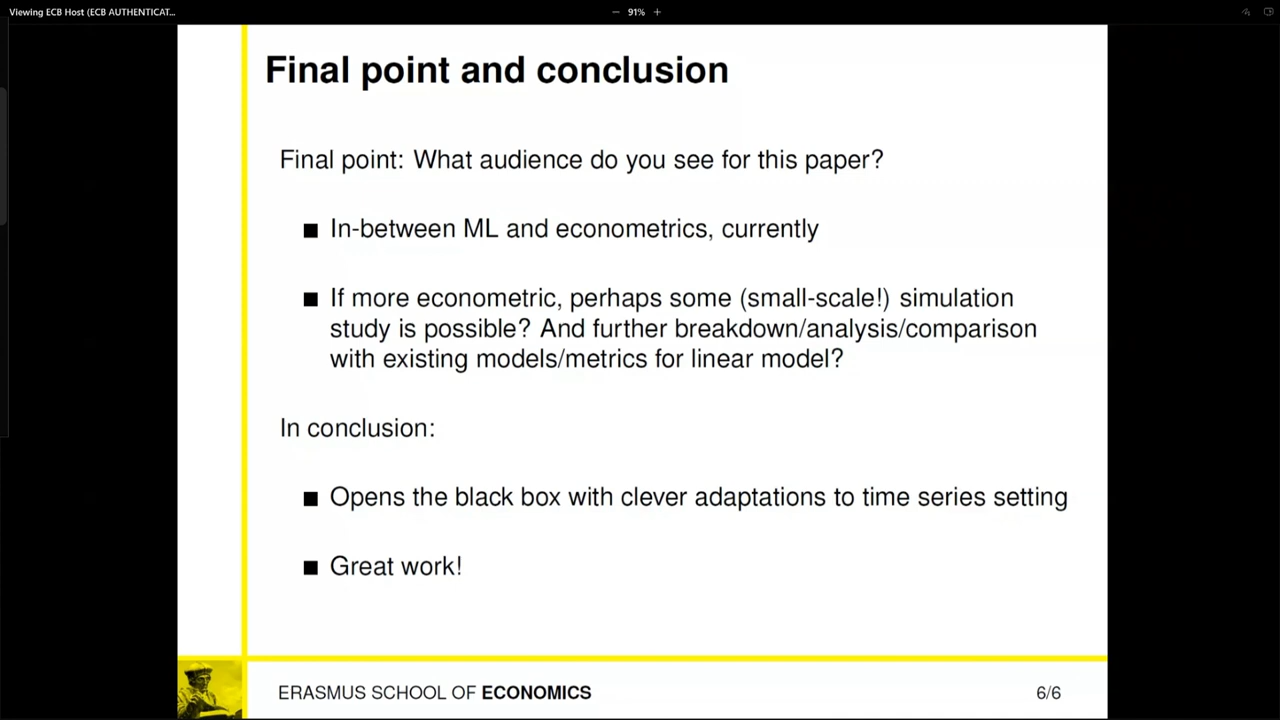 Viewing ECB Host (ECB AUTHENTICAT...
− 91% +
Final point and conclusion
Final point: What audience do you see for this paper?
■ In-between ML and econometrics, currently
■ If more econometric, perhaps some (small-scale!) simulation
study is possible? And further breakdown/analysis/comparison
with existing models/metrics for linear model?
In conclusion:
■ Opens the black box with clever adaptations to time series setting
■ Great work!
ERASMUS SCHOOL OF ECONOMICS
6/6